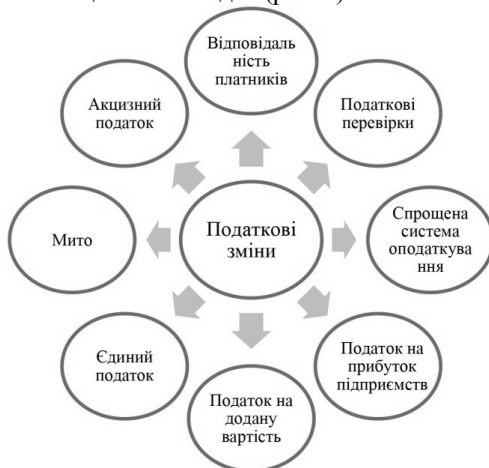 Відповідаль
ність
платників
Податкові
перевірки
Спрощена
система
оподаткува
ння
Податок на
прибуток
підприємств
Податок на
додану
вартість
Єдиний
податок
Мито
Акцизний
податок
Податкові
зміни